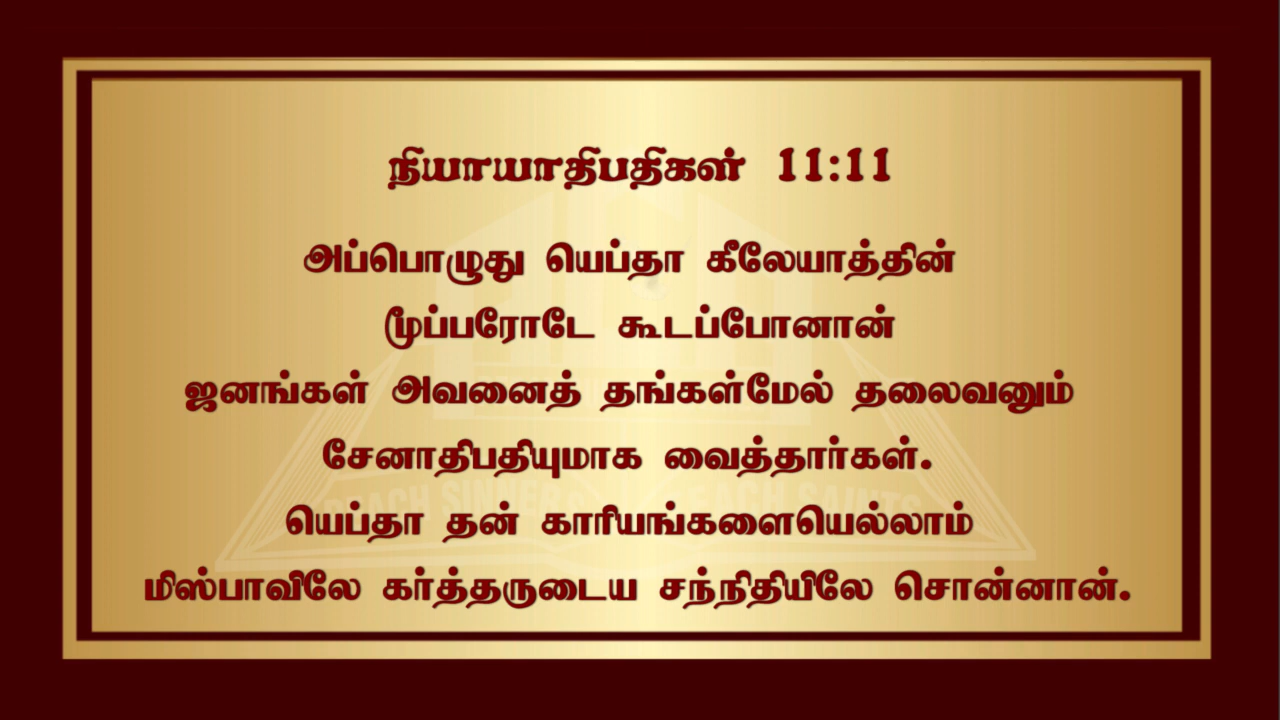 நியாயாதிபதிகள் 11:11
அப்பொழுது யெப்தா கீலேயாத்தின்
மூப்பரோடே கூடப்போனான்
ஜனங்கள் அவனைத் தங்கள்மேல் தலைவனும்
சேனாதிபதியுமாக வைத்தார்கள்.
யெப்தா தன் காரியங்களையெல்லாம்
மிஸ்பாவிலே கர்த்தருடைய சந்நிதியிலே சொன்னான்.